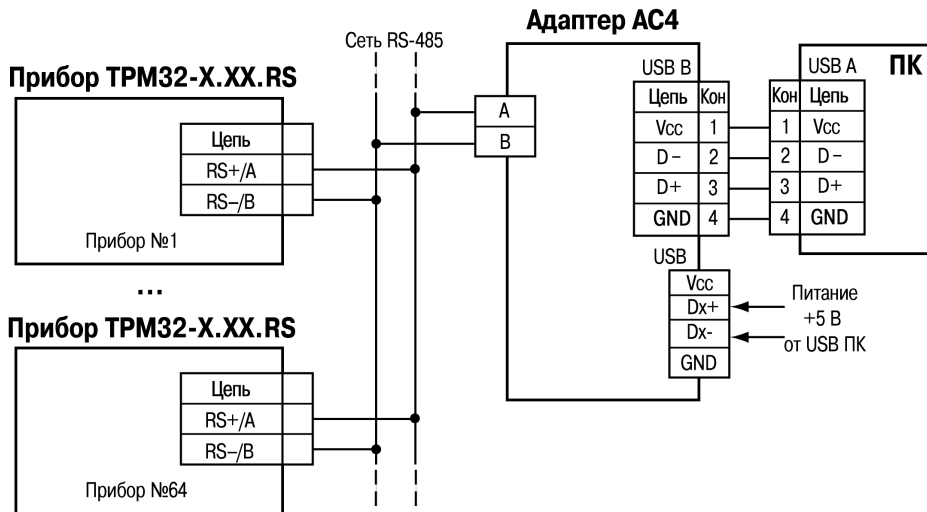 Адаптер АС4
Сеть RS-485
Прибор ТРМ32-Х.ХХ.RS
Цепь
RS+/A
RS–/B
Прибор №1
...
Прибор ТРМ32-Х.ХХ.RS
Цепь
RS+/A
RS–/B
Прибор №64
A
B
USB B
Цепь Кон
Vcc 1
D- 2
D+ 3
GND 4
USB A
ПК
Кон Цепь
1 Vcc
2 D-
3 D+
4 GND
USB
Vcc
Dx+
Dx-
GND
Питание
+5 В
от USB ПК